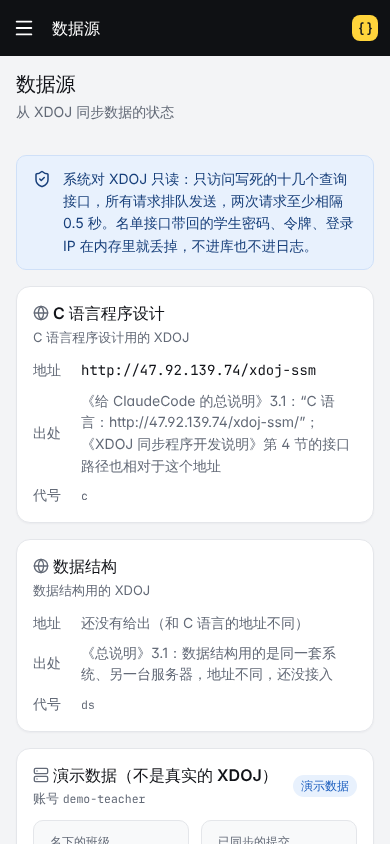 数据源
{}
数据源
从 XDOJ 同步数据的状态
系统对 XDOJ 只读：只访问写死的十几个查询
接口，所有请求排队发送，两次请求至少相隔
0.5 秒。名单接口带回的学生密码、令牌、登录
IP 在内存里就丢掉，不进库也不进日志。
C 语言程序设计
C 语言程序设计用的 XDOJ
地址 http://47.92.139.74/xdoj-ssm
《给 ClaudeCode 的总说明》3.1：“C 语
言：http://47.92.139.74/xdoj-ssm/”；
出处
《XDOJ 同步程序开发说明》第 4 节的接口
路径也相对于这个地址
代号 c
数据结构
数据结构用的 XDOJ
地址 还没有给出（和 C 语言的地址不同）
出处 《总说明》3.1：数据结构用的是同一套系
统、另一台服务器，地址不同，还没接入
代号 ds
演示数据（不是真实的 XDOJ） 演示数据
账号 demo-teacher
名下的班级 已同步的提交